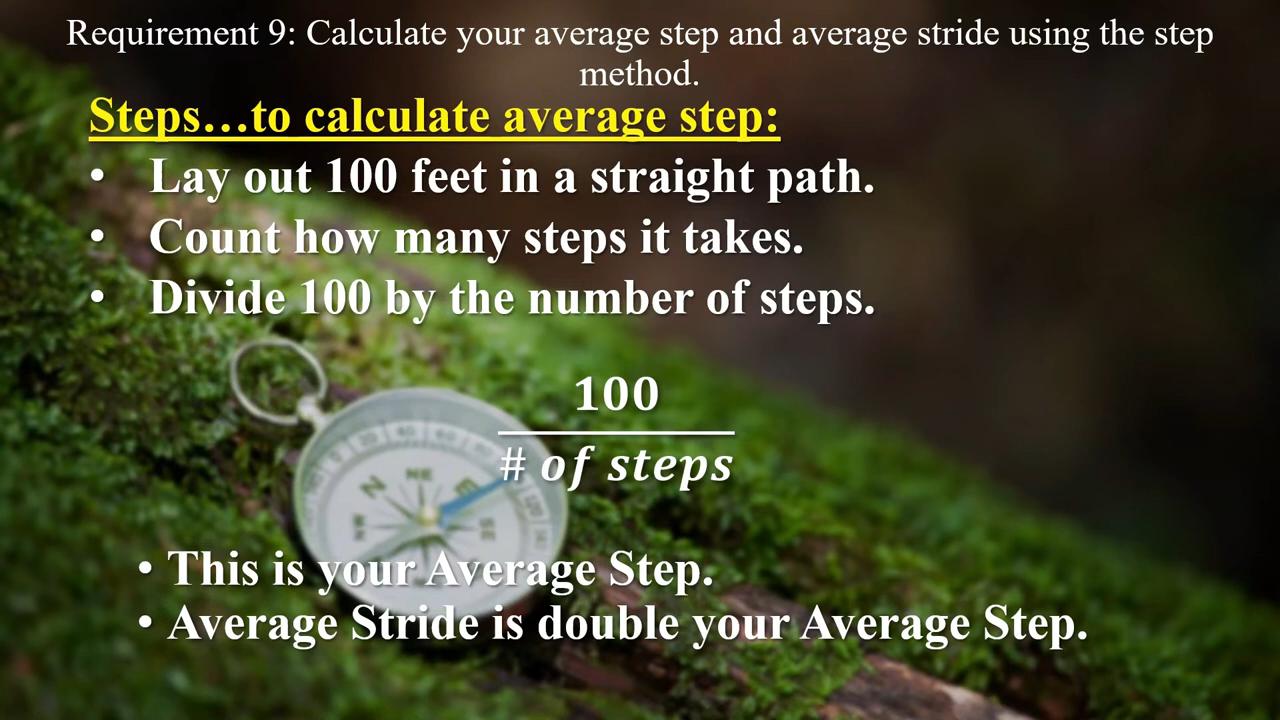 Requirement 9: Calculate your average step and average stride using the step
method.
Steps…to calculate average step:
• Lay out 100 feet in a straight path.
• Count how many steps it takes.
• Divide 100 by the number of steps.
100
# of steps
N
NE
E
SE
• This is your Average Step.
• Average Stride is double your Average Step.